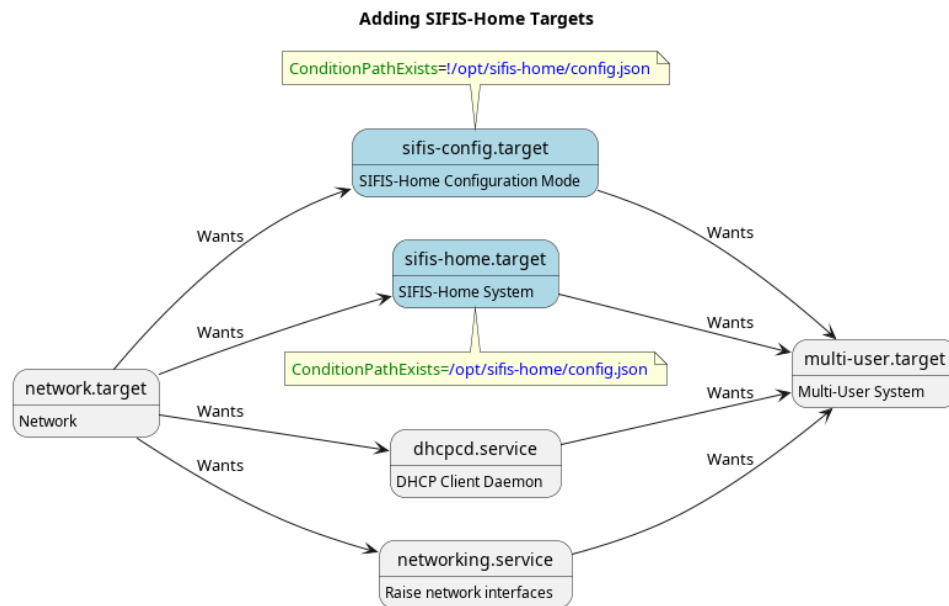 Adding SIFIS-Home Targets
ConditionPathExists=!/opt/sifis-home/config.json
sifis-config.target
SIFIS-Home Configuration Mode
Wants
Wants
sifis-home.target
SIFIS-Home System
Wants
Wants
ConditionPathExists=/opt/sifis-home/config.json
multi-user.target
Multi-User System
network.target
Network
Wants
Wants
dhcpcd.service
DHCP Client Daemon
Wants
Wants
networking.service
Raise network interfaces